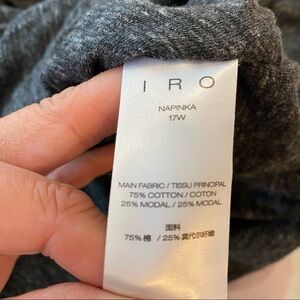 IRO
NAPINKA
17W
MAIN FABRIC / TISSU PRINCIPAL
75% COTTON / COTON
25% MODAL / 25% MODAL
面料
75% 棉 / 25% 莫代尔纤维